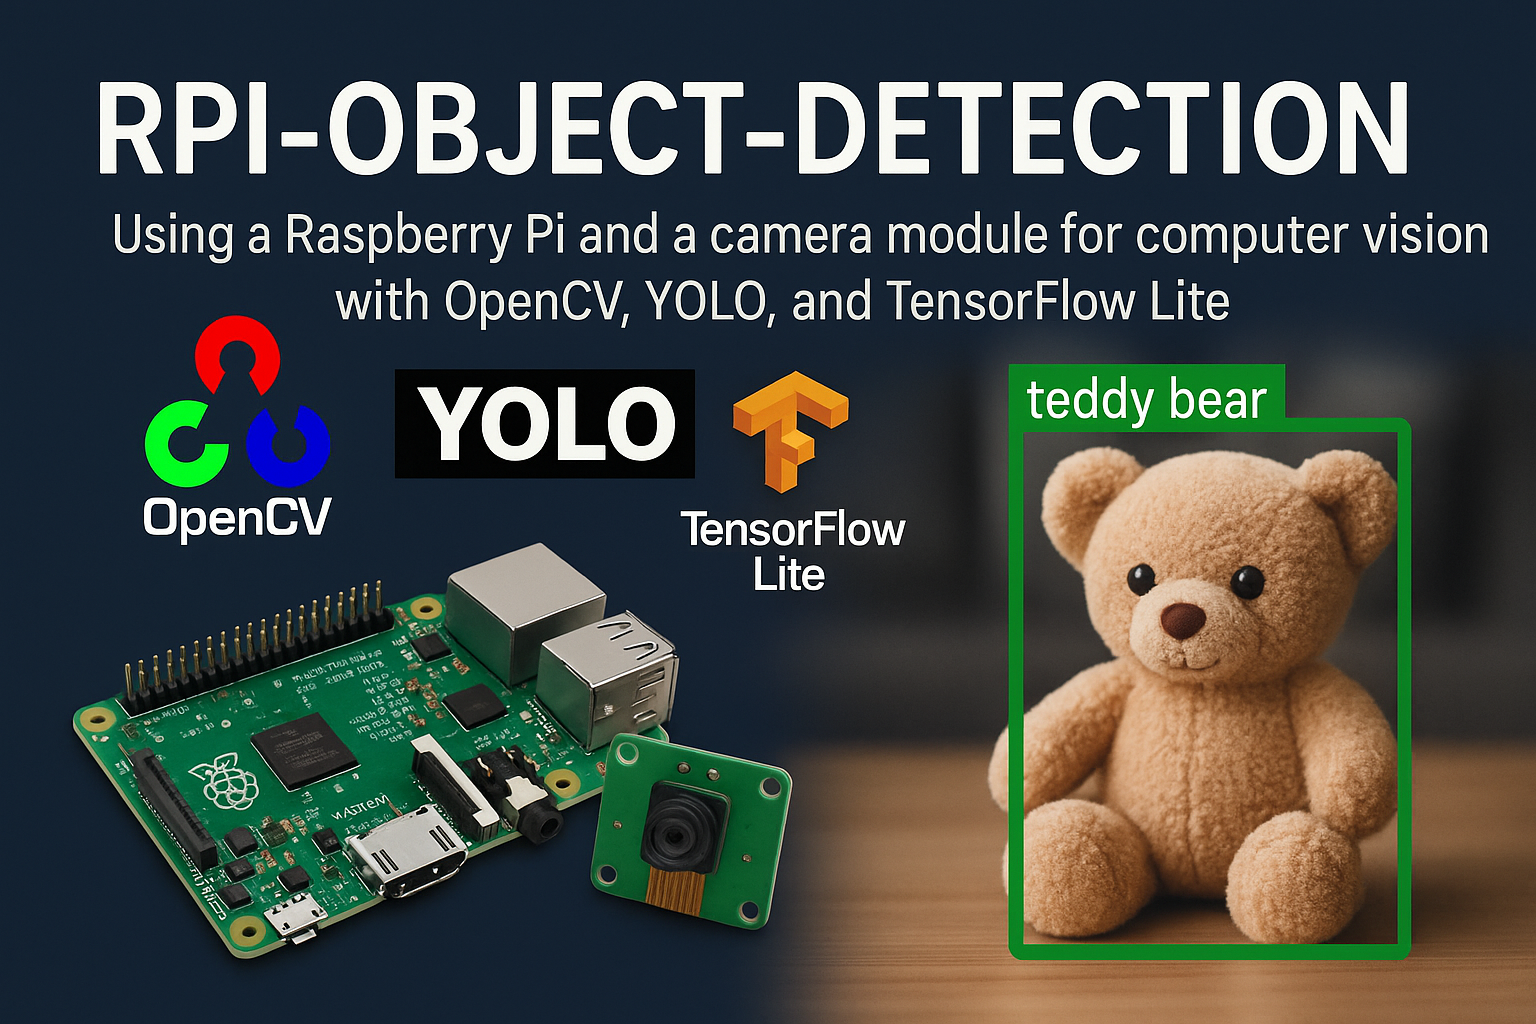 RPI-OBJECT-DETECTION
Using a Raspberry Pi and a camera module for computer vision
with OpenCV, YOLO, and TensorFlow Lite
OpenCV
YOLO
TensorFlow
Lite
teddy bear